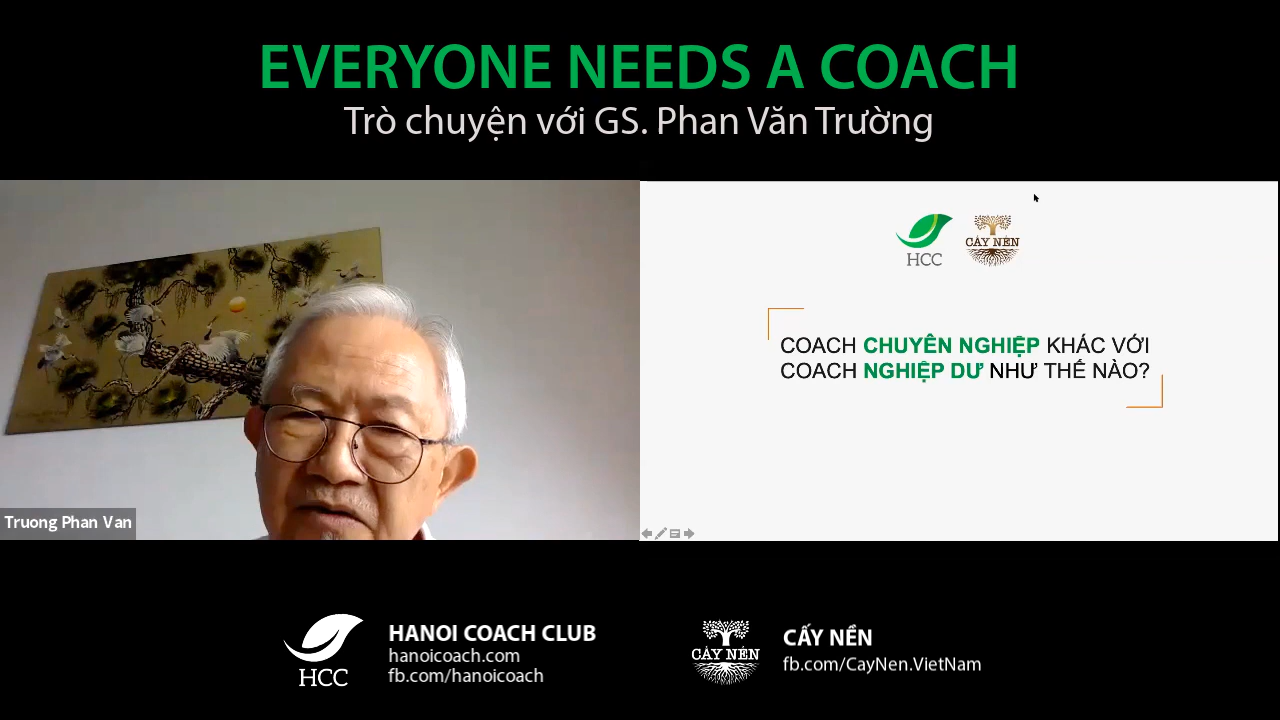 EVERYONE NEEDS A COACH
Trò chuyện với GS. Phan Văn Trường
HCC
CẤY NỀN
COACH CHUYÊN NGHIỆP KHÁC VỚI
COACH NGHIỆP DƯ NHƯ THẾ NÀO?
Truong Phan Van
HCC
HANOI COACH CLUB
hanoicoach.com
fb.com/hanoicoach
CẤY NỀN
CẤY NỀN
fb.com/CayNen.VietNam